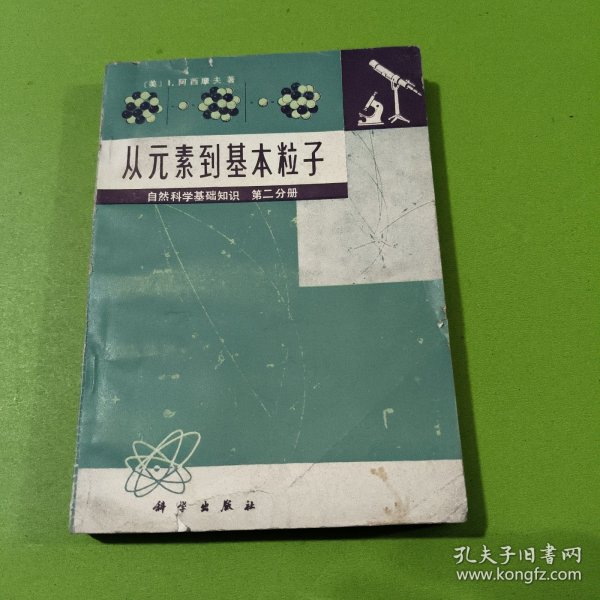 〔美〕I.阿西摩夫著
从元素到基本粒子
自然科学基础知识 第二分册
科学出版社
孔夫子旧书网
www.kongfz.com